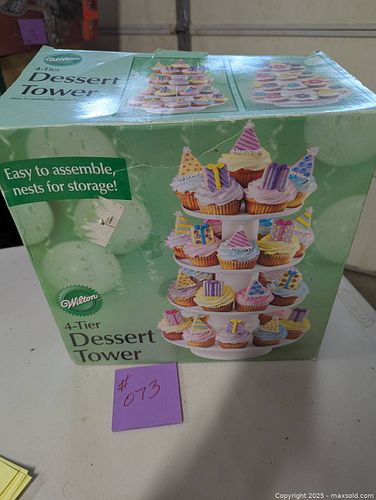 Wilton
4-Tier
Dessert
Tower
Easy to assemble,
nests for storage!
Wilton
4-Tier
Dessert
Tower
#
073
Copyright 2025 - maxsold.com